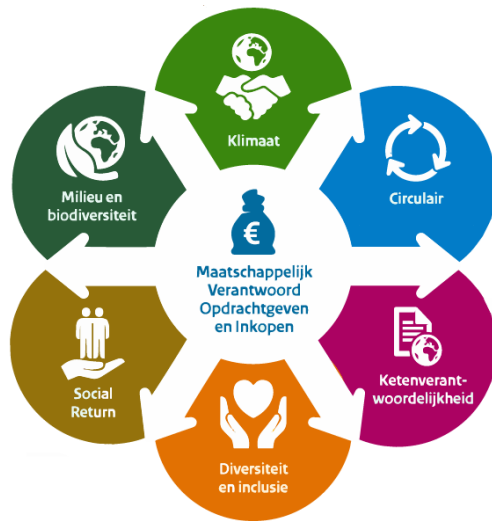 Klimaat
Circulair
Ketenverant-
woordelijkheid
Diversiteit
en inclusie
Social
Return
Milieu en
biodiversiteit
€
Maatschappelijk
Verantwoord
Opdrachtgeven
en Inkopen